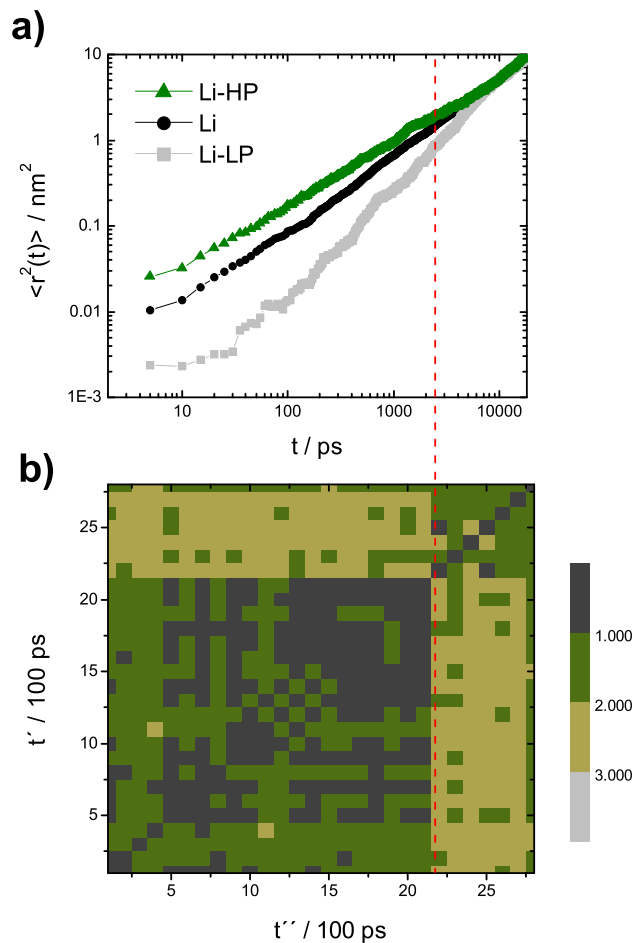 a)
<r²(t)> / nm²
10
1
0.1
0.01
1E-3
Li-HP
Li
Li-LP
10 100 1000 10000
t / ps
b)
t´ / 100 ps
25
20
15
10
5
5 10 15 20 25
t´´ / 100 ps
1.000
2.000
3.000